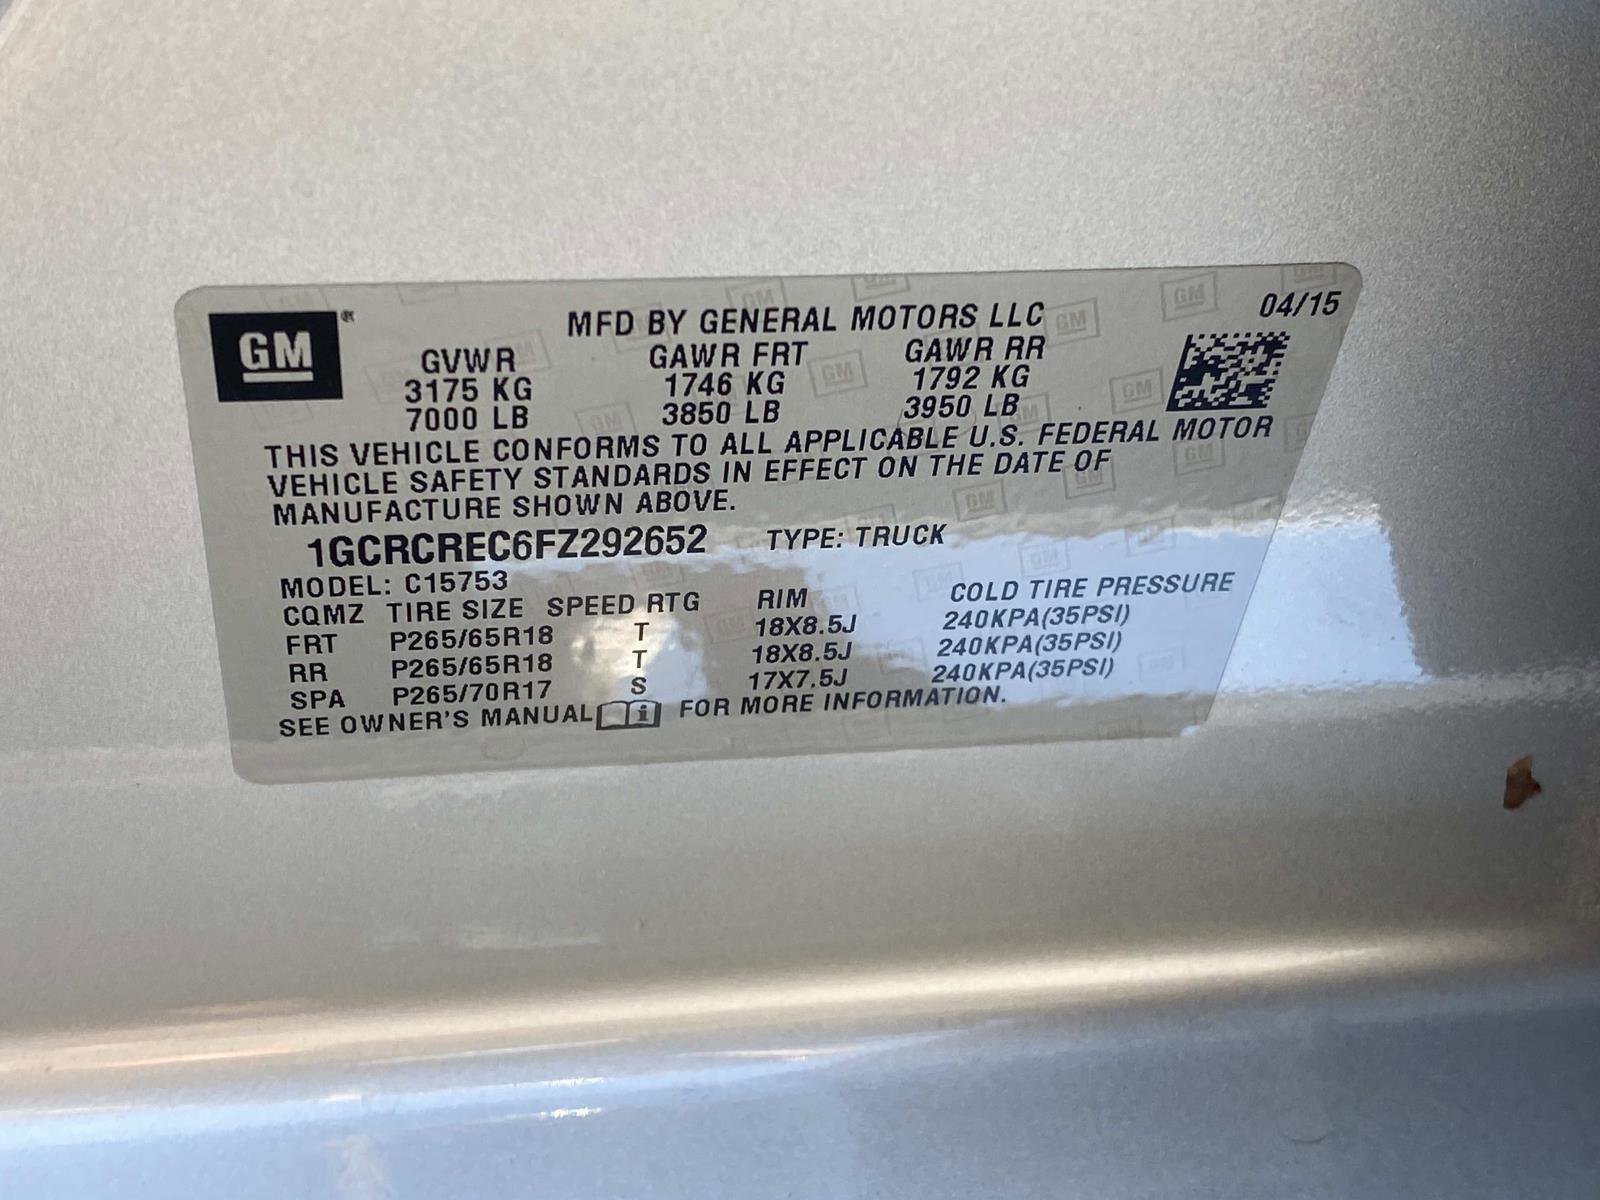 GM®
MFD BY GENERAL MOTORS LLC 04/15
GVWR GAWR FRT GAWR RR
3175 KG 1746 KG 1792 KG
7000 LB 3850 LB 3950 LB
THIS VEHICLE CONFORMS TO ALL APPLICABLE U.S. FEDERAL MOTOR
VEHICLE SAFETY STANDARDS IN EFFECT ON THE DATE OF
MANUFACTURE SHOWN ABOVE.
1GCRCREC6FZ292652 TYPE: TRUCK
MODEL: C15753
CQMZ TIRE SIZE SPEED RTG RIM COLD TIRE PRESSURE
FRT P265/65R18 T 18X8.5J 240KPA(35PSI)
RR P265/65R18 T 18X8.5J 240KPA(35PSI)
SPA P265/70R17 S 17X7.5J 240KPA(35PSI)
SEE OWNER'S MANUAL i FOR MORE INFORMATION.